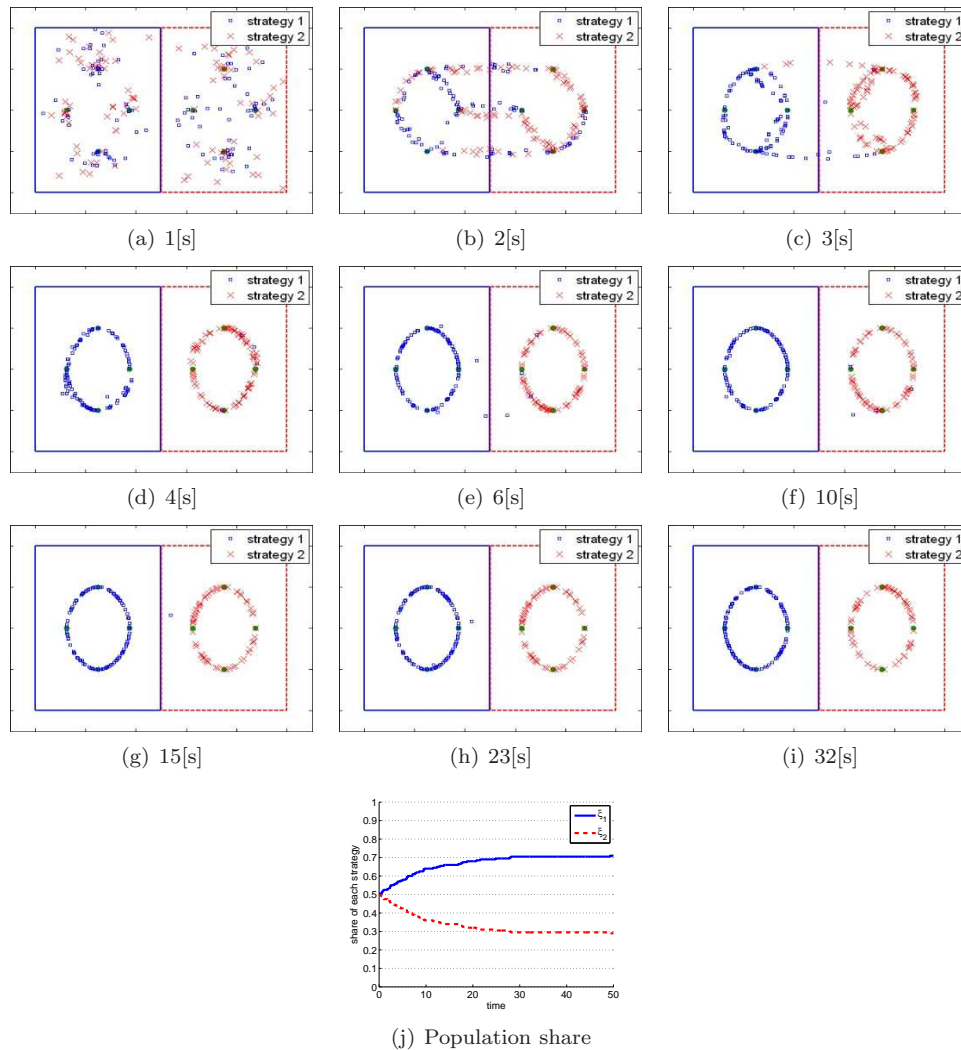 strategy 1
strategy 2
strategy 1
strategy 2
strategy 1
strategy 2
(a) 1[s]
(b) 2[s]
(c) 3[s]
strategy 1
strategy 2
strategy 1
strategy 2
strategy 1
strategy 2
(d) 4[s]
(e) 6[s]
(f) 10[s]
strategy 1
strategy 2
strategy 1
strategy 2
strategy 1
strategy 2
(g) 15[s]
(h) 23[s]
(i) 32[s]
share of each strategy
1
0.9
0.8
0.7
0.6
0.5
0.4
0.3
0.2
0.1
0
ξ_1
ξ_2
0 10 20 30 40 50
time
(j) Population share